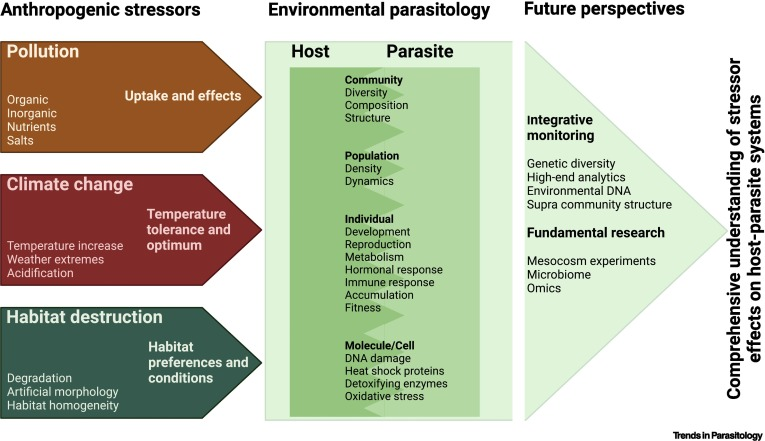 Anthropogenic stressors
Pollution
Uptake and effects
Organic
Inorganic
Nutrients
Salts
Climate change
Temperature
tolerance and
optimum
Temperature increase
Weather extremes
Acidification
Habitat destruction
Habitat
preferences and
conditions
Degradation
Artificial morphology
Habitat homogeneity
Environmental parasitology
Host Parasite
Community
Diversity
Composition
Structure
Population
Density
Dynamics
Individual
Development
Reproduction
Metabolism
Hormonal response
Immune response
Accumulation
Fitness
Molecule/Cell
DNA damage
Heat shock proteins
Detoxifying enzymes
Oxidative stress
Future perspectives
Integrative
monitoring
Genetic diversity
High-end analytics
Environmental DNA
Supra community structure
Fundamental research
Mesocosm experiments
Microbiome
Omics
Comprehensive understanding of stressor
effects on host-parasite systems
Trends in Parasitology